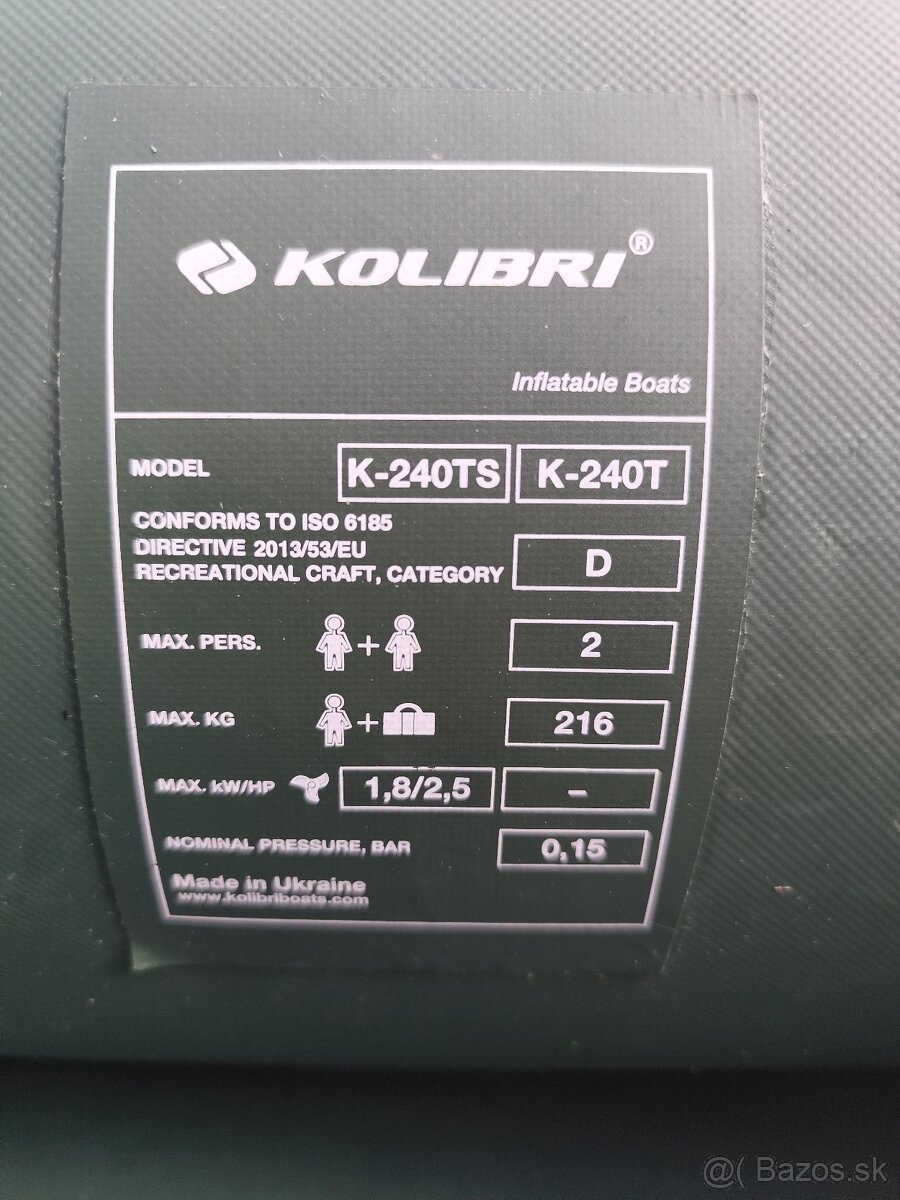 KOLIBRI®
Inflatable Boats
MODEL K-240TS K-240T
CONFORMS TO ISO 6185
DIRECTIVE 2013/53/EU
RECREATIONAL CRAFT, CATEGORY D
MAX. PERS. + 2
MAX. KG + 216
MAX. kW/HP 1,8/2,5 –
NOMINAL PRESSURE, BAR 0,15
Made in Ukraine
www.kolibriboats.com
@( Bazos.sk